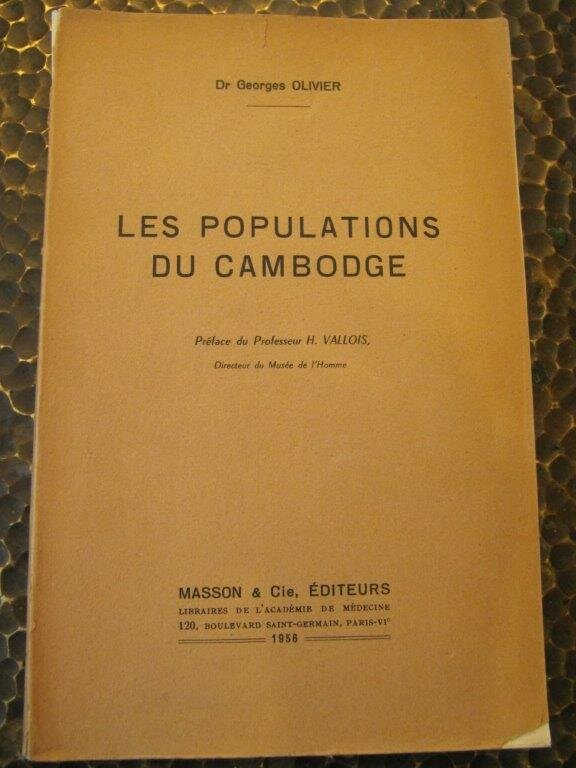 Dr Georges OLIVIER
LES POPULATIONS
DU CAMBODGE
Préface du Professeur H. VALLOIS,
Directeur du Musée de l'Homme
MASSON & Cie, ÉDITEURS
LIBRAIRES DE L'ACADÉMIE DE MÉDECINE
120, BOULEVARD SAINT-GERMAIN, PARIS-VIe
1956